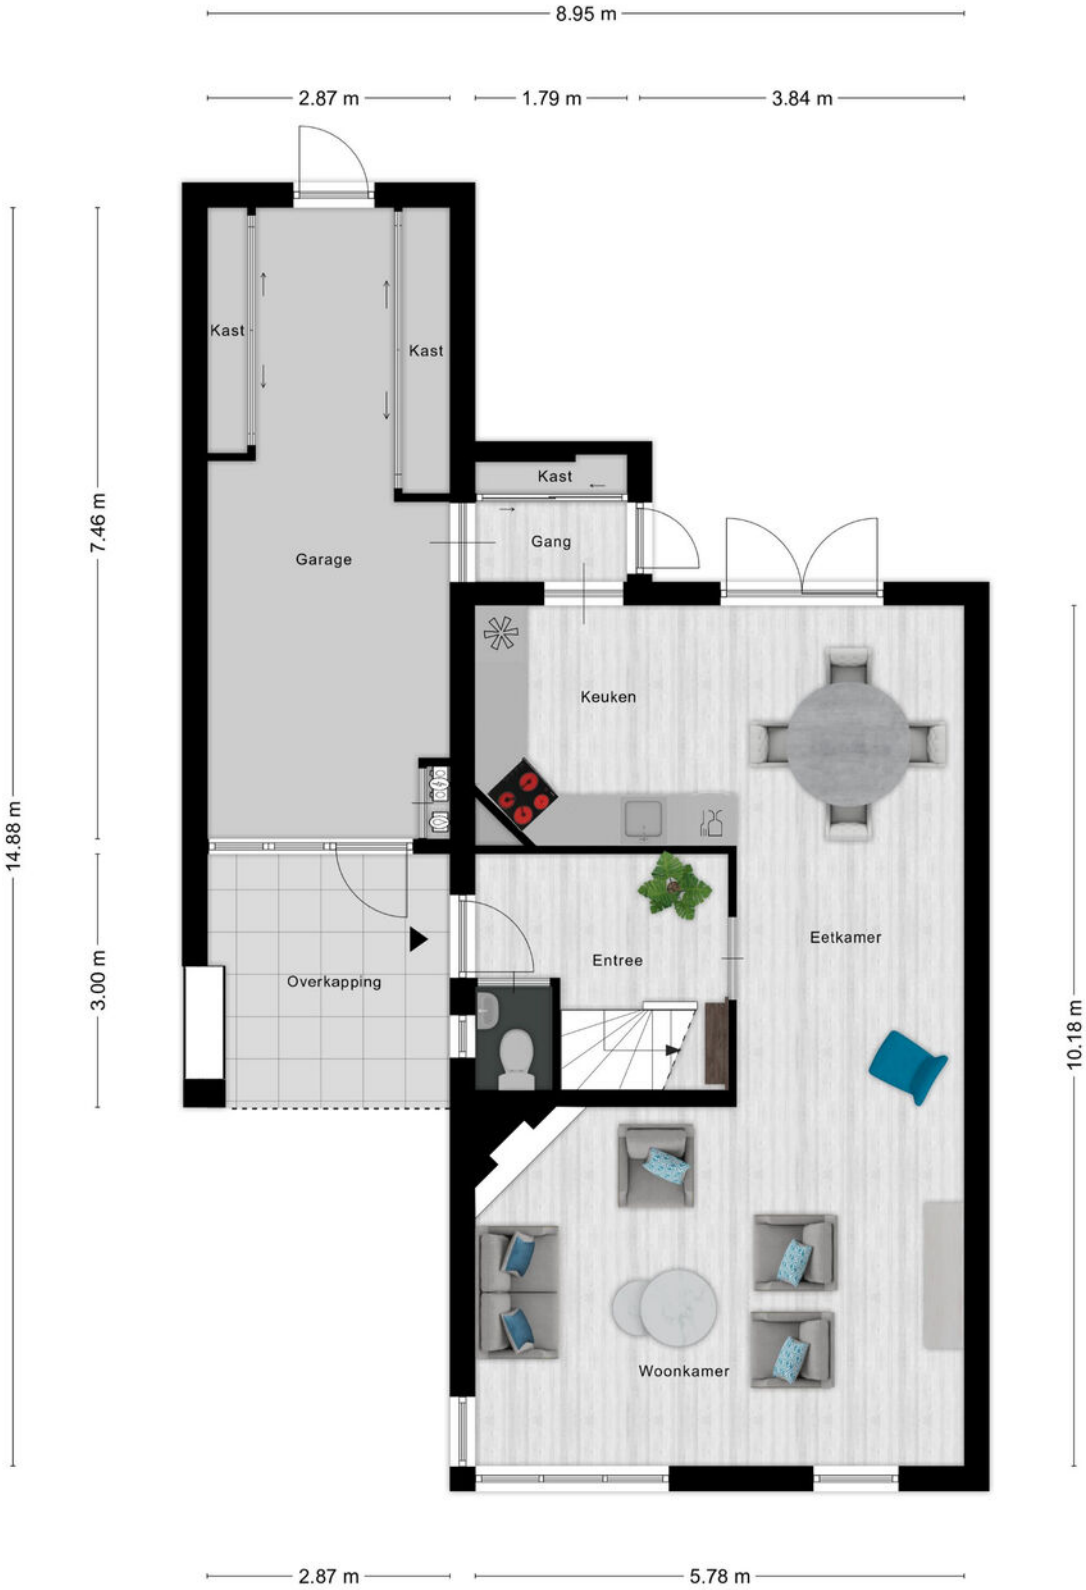 8.95 m
2.87 m
1.79 m
3.84 m
Kast
Kast
Kast
7.46 m
Gang
Garage
Keuken
14.88 m
Eetkamer
Entree
3.00 m
Overkapping
10.18 m
Woonkamer
2.87 m
5.78 m